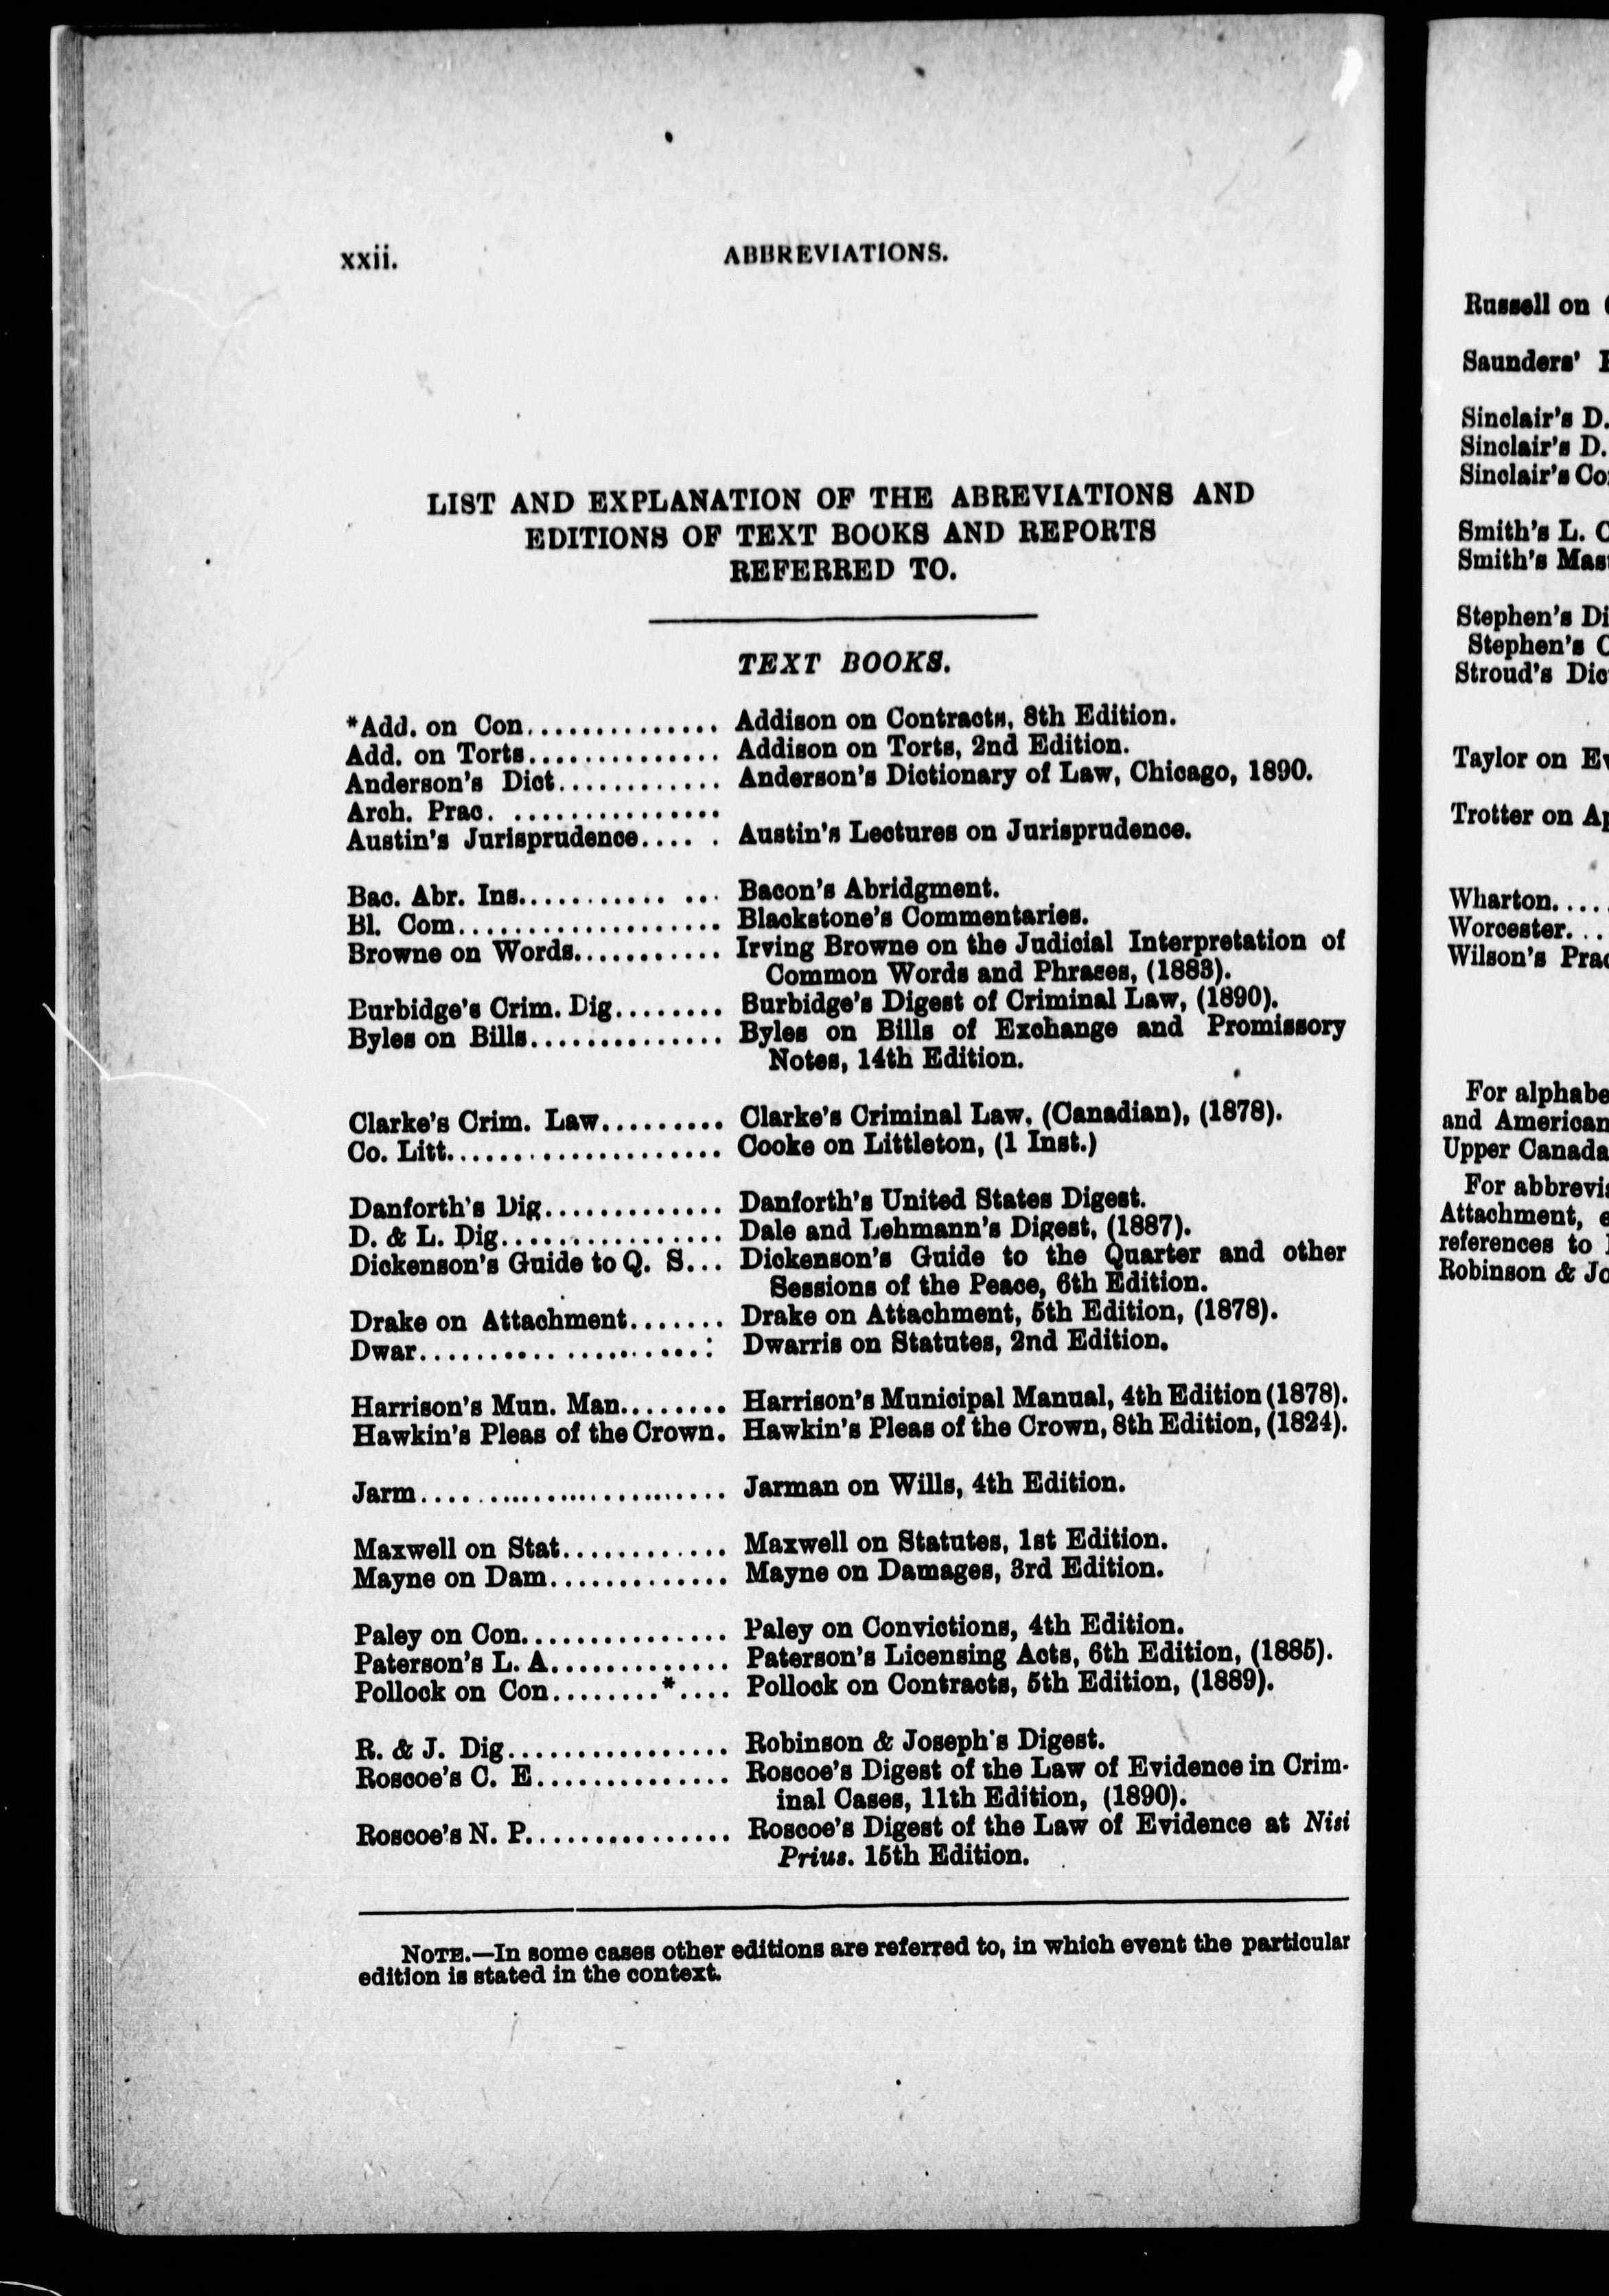 xxii. ABBREVIATIONS.
LIST AND EXPLANATION OF THE ABREVIATIONS AND
EDITIONS OF TEXT BOOKS AND REPORTS
REFERRED TO.
TEXT BOOKS.
*Add. on Con............... Addison on Contracts, 8th Edition.
Add. on Torts............... Addison on Torts, 2nd Edition.
Anderson's Dict............ Anderson's Dictionary of Law, Chicago, 1890.
Arch. Prac. ...............
Austin's Jurisprudence.... . Austin's Lectures on Jurisprudence.
Bac. Abr. Ins........... ... Bacon's Abridgment.
Bl. Com................... Blackstone's Commentaries.
Browne on Words........... Irving Browne on the Judicial Interpretation of
Common Words and Phrases, (1883).
Burbidge's Crim. Dig........ Burbidge's Digest of Criminal Law, (1890).
Byles on Bills.............. Byles on Bills of Exchange and Promissory
Notes, 14th Edition.
Clarke's Crim. Law......... Clarke's Criminal Law, (Canadian), (1878).
Co. Litt.................... Cooke on Littleton, (1 Inst.)
Danforth's Dig............. Danforth's United States Digest.
D. & L. Dig................ Dale and Lehmann's Digest, (1887).
Dickenson's Guide to Q. S... Dickenson's Guide to the Quarter and other
Sessions of the Peace, 6th Edition.
Drake on Attachment....... Drake on Attachment, 5th Edition, (1878).
Dwar.......... ..........: Dwarris on Statutes, 2nd Edition.
Harrison's Mun. Man........ Harrison's Municipal Manual, 4th Edition (1878).
Hawkin's Pleas of the Crown. Hawkin's Pleas of the Crown, 8th Edition, (1824).
Jarm...................... Jarman on Wills, 4th Edition.
Maxwell on Stat............ Maxwell on Statutes, 1st Edition.
Mayne on Dam............. Mayne on Damages, 3rd Edition.
Paley on Con............... Paley on Convictions, 4th Edition.
Paterson's L. A............. Paterson's Licensing Acts, 6th Edition, (1885).
Pollock on Con........*.... Pollock on Contracts, 5th Edition, (1889).
R. & J. Dig................ Robinson & Joseph's Digest.
Roscoe's C. E.............. Roscoe's Digest of the Law of Evidence in Crim-
inal Cases, 11th Edition, (1890).
Roscoe's N. P............... Roscoe's Digest of the Law of Evidence at Nisi
Prius. 15th Edition.
NOTE.—In some cases other editions are referred to, in which event the particular
edition is stated in the context.
Russell on
Saunders'
Sinclair's D.
Sinclair's D.
Sinclair's
Smith's L.
Smith's
Stephen's
Stephen's
Stroud's
Taylor on
Trotter on
Wharton....
Worcester...
Wilson's
For
and American
Upper Canada
For
Attachment,
references to
Robinson &